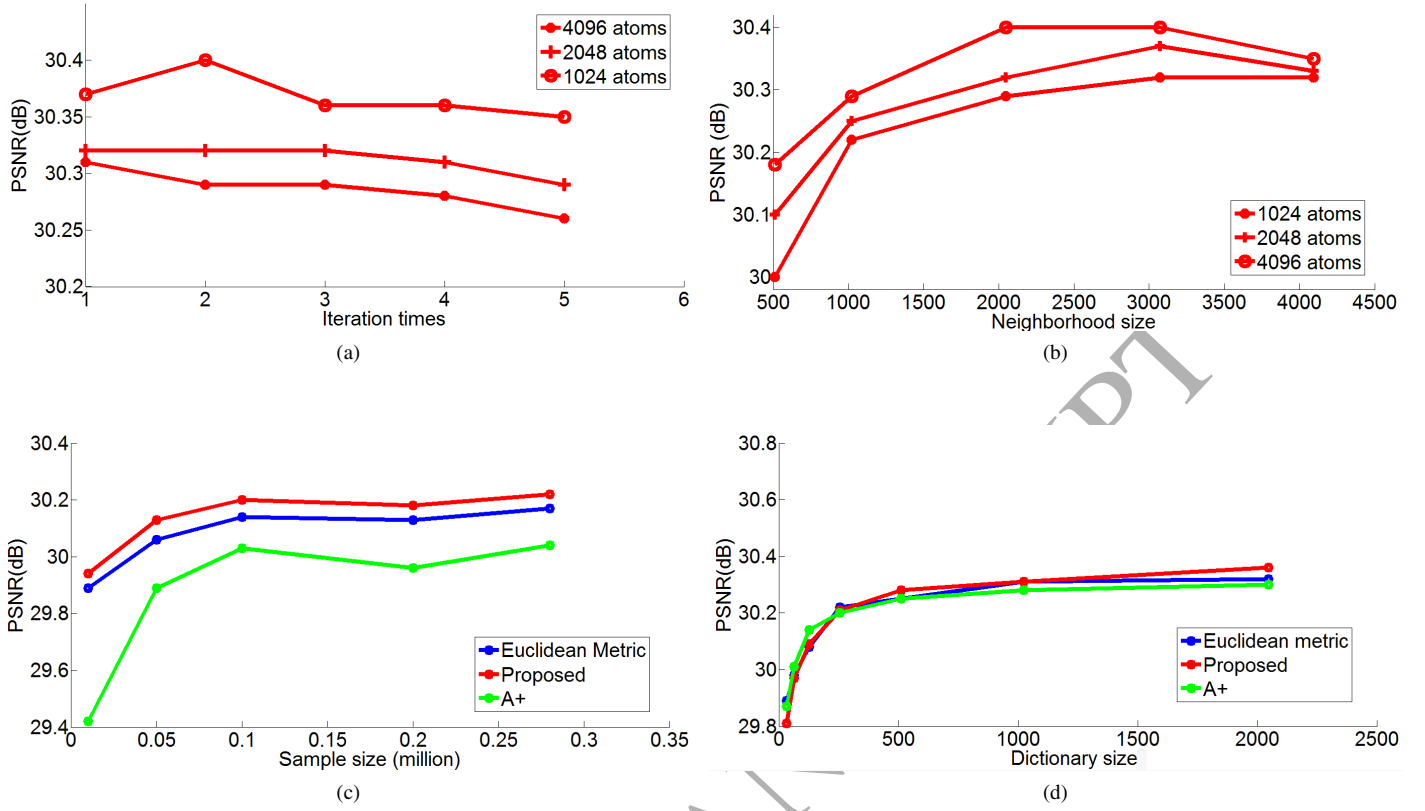 30.4
30.35
30.3
30.25
30.2
PSNR(dB)
4096 atoms
2048 atoms
1024 atoms
1 2 3 4 5 6
Iteration times
(a)
30.4
30.3
30.2
30.1
30
PSNR (dB)
1024 atoms
2048 atoms
4096 atoms
500 1000 1500 2000 2500 3000 3500 4000 4500
Neighborhood size
(b)
30.4
30.2
30
29.8
29.6
29.4
PSNR(dB)
Euclidean Metric
Proposed
A+
0 0.05 0.1 0.15 0.2 0.25 0.3 0.35
Sample size (million)
(c)
30.8
30.6
30.4
30.2
30
29.8
PSNR(dB)
Euclidean metric
Proposed
A+
0 500 1000 1500 2000 2500
Dictionary size
(d)